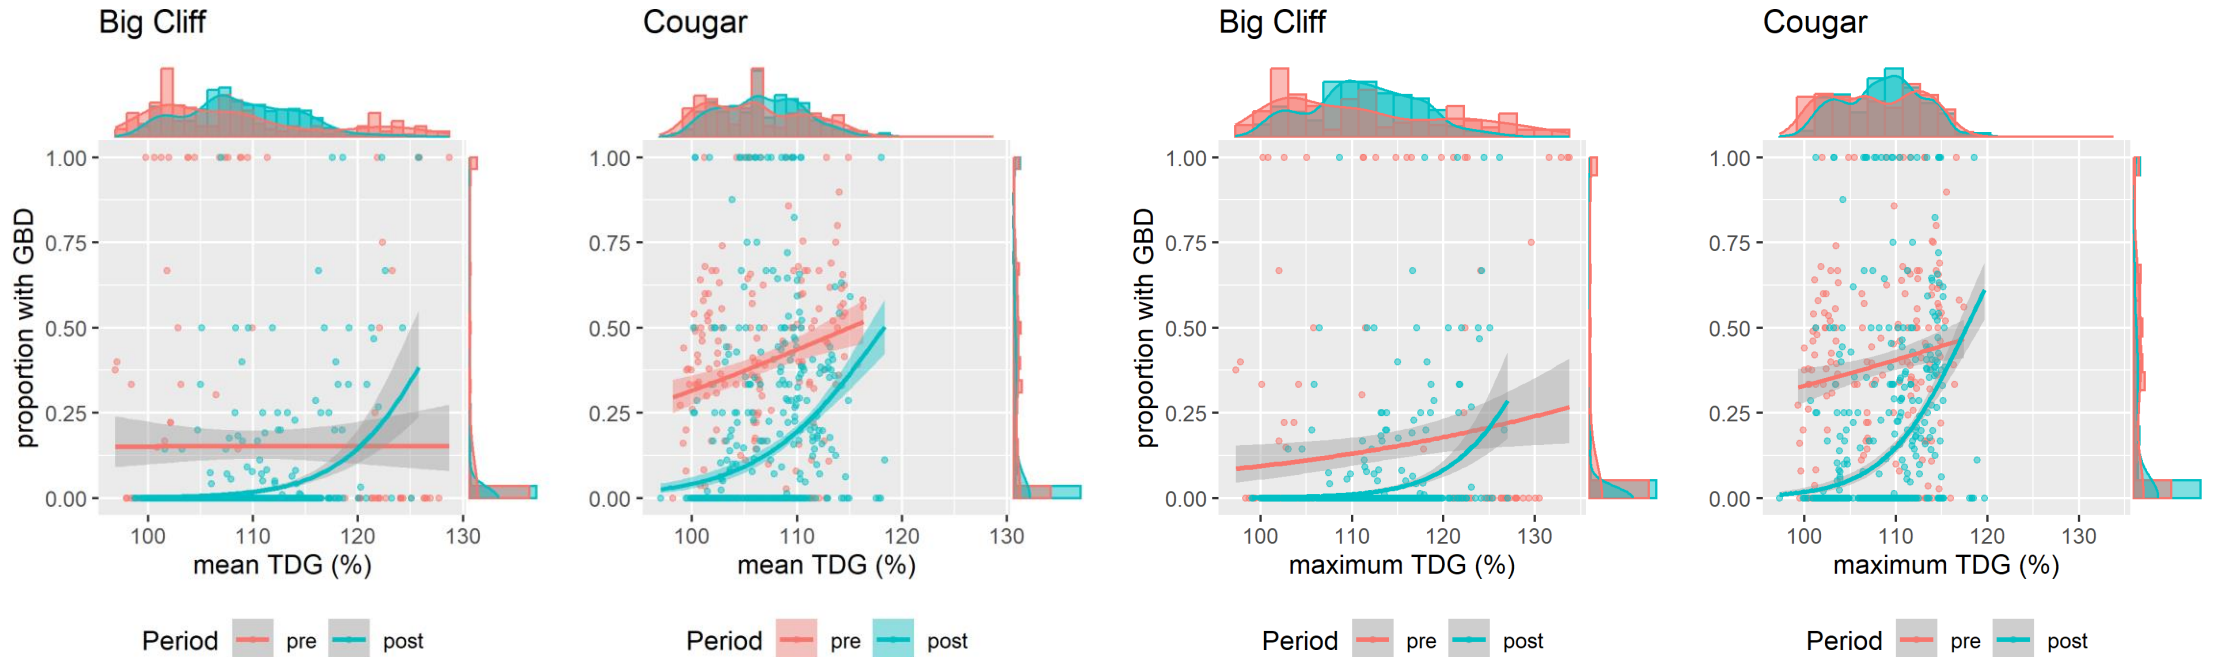 Big Cliff
Cougar
Big Cliff
Cougar
proportion with GBD
1.00
0.75
0.50
0.25
0.00
100 110 120 130
mean TDG (%)
Period pre post
1.00
0.75
0.50
0.25
0.00
100 110 120 130
mean TDG (%)
Period pre post
proportion with GBD
1.00
0.75
0.50
0.25
0.00
100 110 120 130
maximum TDG (%)
Period pre post
1.00
0.75
0.50
0.25
0.00
100 110 120 130
maximum TDG (%)
Period pre post